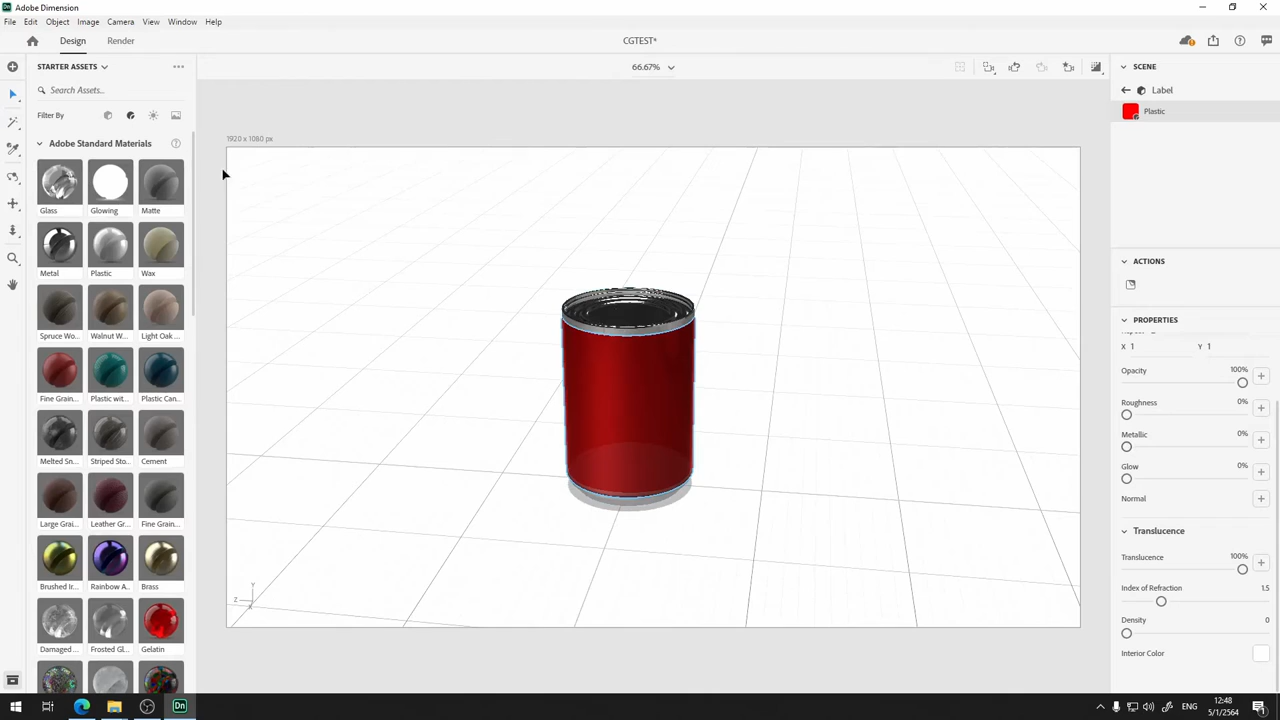 Dn Adobe Dimension
File Edit Object Image Camera View Window Help
Design Render CGTEST*
STARTER ASSETS
66.67%
SCENE
Search Assets...
Label
Filter By
Plastic
1920 x 1080 px
Adobe Standard Materials
Glass Glowing Matte
Metal Plastic Wax
Spruce Wo... Walnut W... Light Oak ...
Fine Grain... Plastic wit... Plastic Can...
Melted Sn... Striped Sto... Cement
Large Grai... Leather Gr... Fine Grain...
Brushed Ir... Rainbow A... Brass
Damaged ... Frosted Gl... Gelatin
Y
Z
X
ACTIONS
PROPERTIES
X 1 Y 1
Opacity 100%
Roughness 0%
Metallic 0%
Glow 0%
Normal
Translucence
Translucence 100%
Index of Refraction 1.5
Density 0
Interior Color
Dn
ENG
12:48
5/1/2564